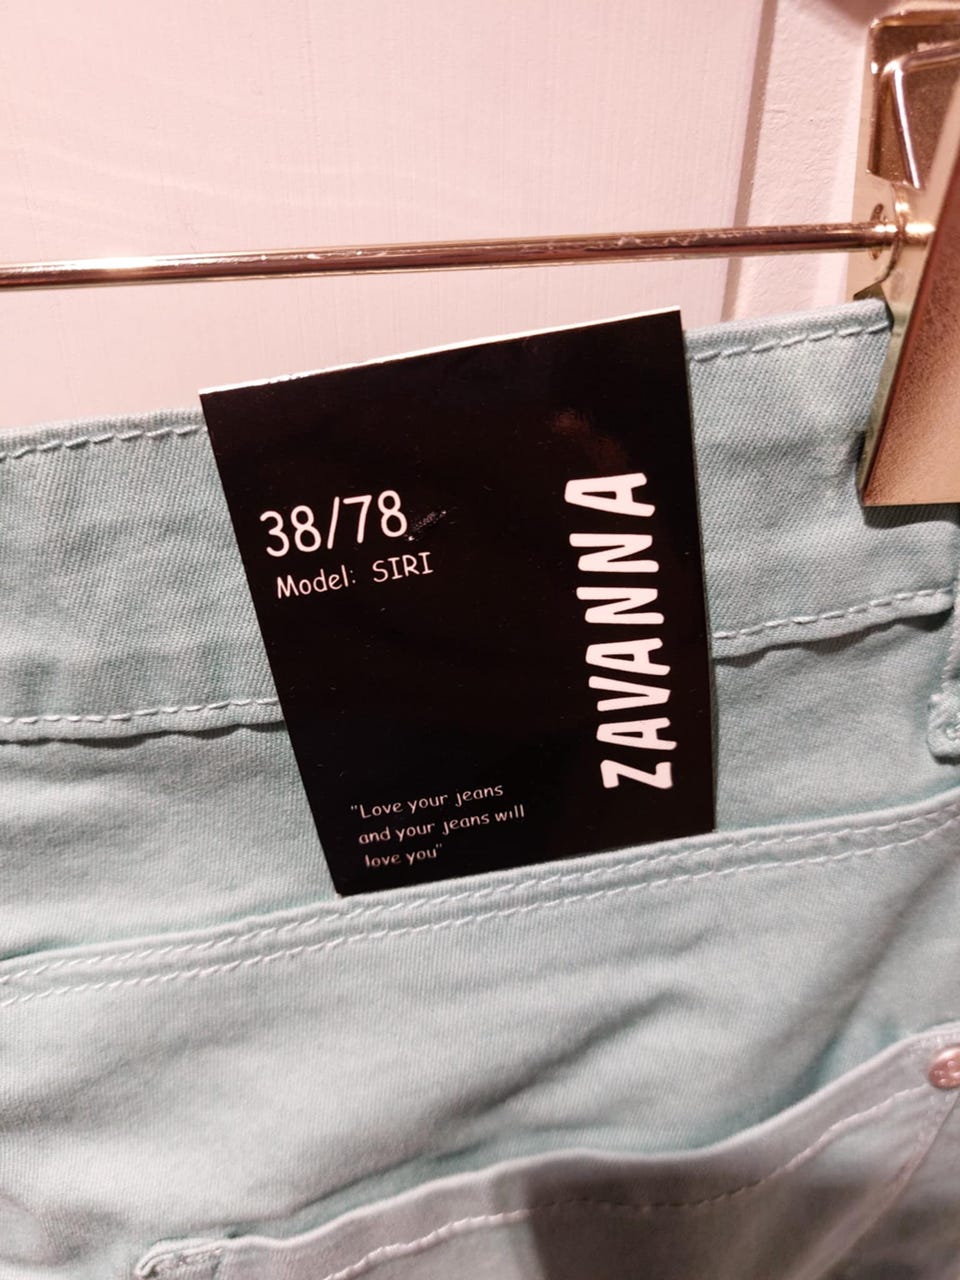 38/78
Model: SIRI
ZAVANNA
"Love your jeans
and your jeans will
love you"